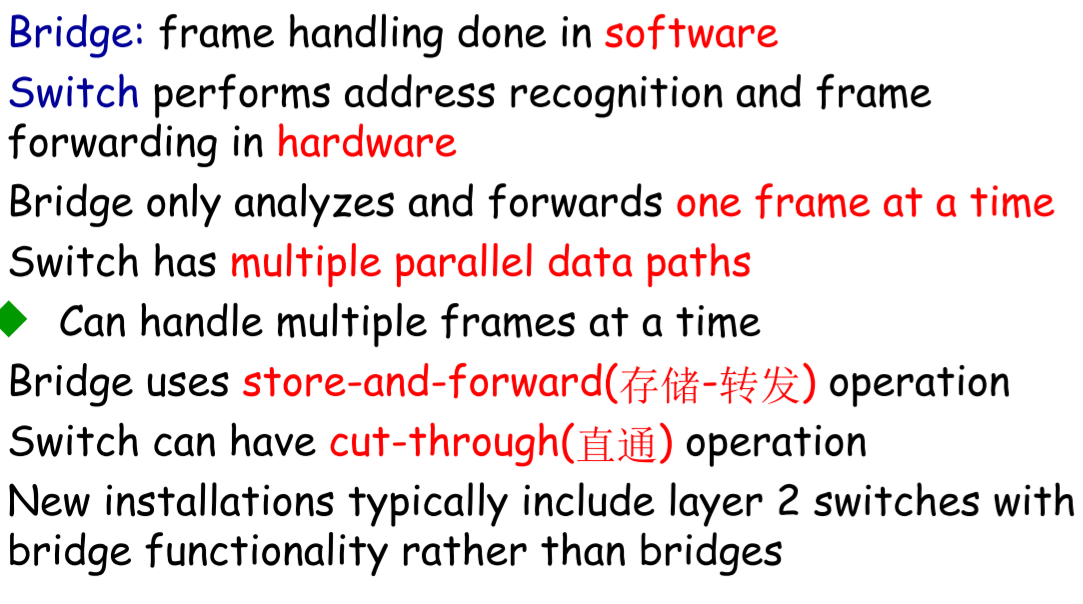 Bridge: frame handling done in software
Switch performs address recognition and frame
forwarding in hardware
Bridge only analyzes and forwards one frame at a time
Switch has multiple parallel data paths
Can handle multiple frames at a time
Bridge uses store-and-forward(存储-转发) operation
Switch can have cut-through(直通) operation
New installations typically include layer 2 switches with
bridge functionality rather than bridges